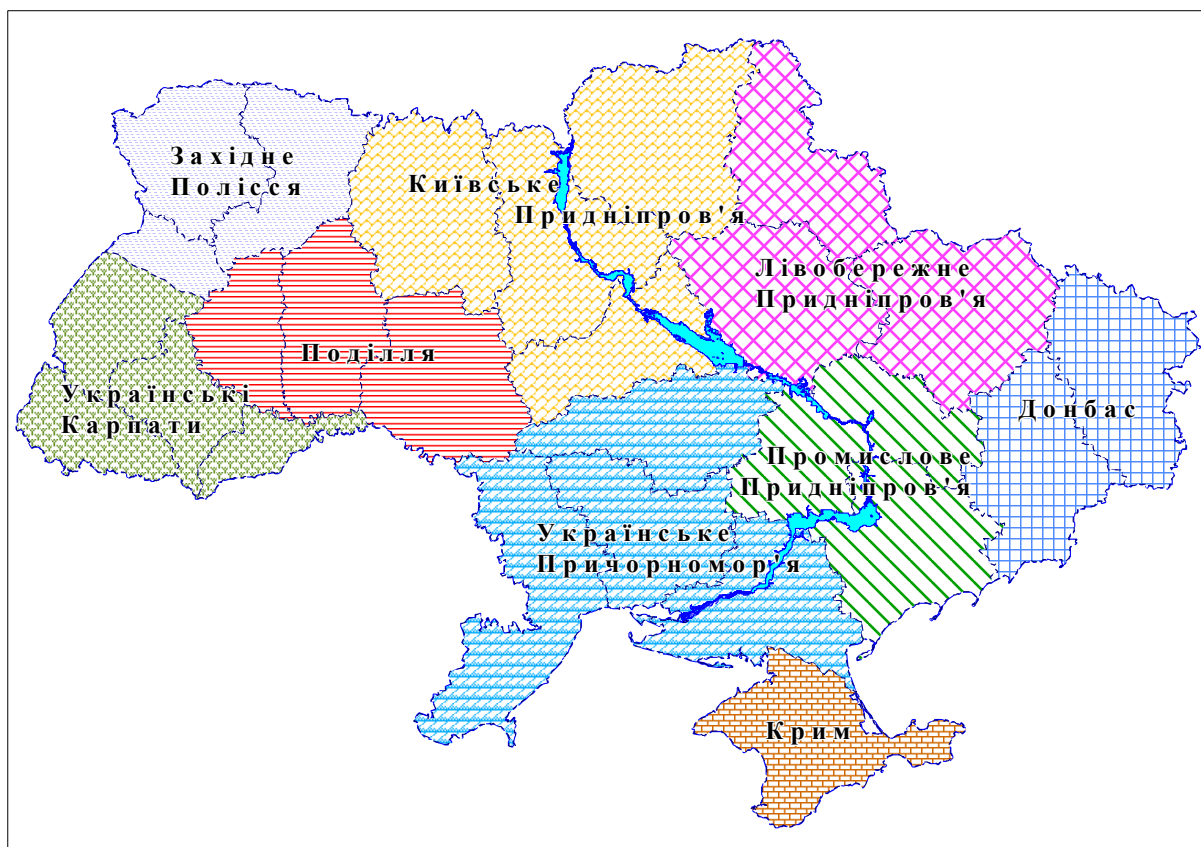 Західне
Полісся
Київське
Придніпров'я
Лівобережне
Придніпров'я
Поділля
Українські
Карпати
Донбас
Промислове
Придніпров'я
Українське
Причорномор'я
Крим